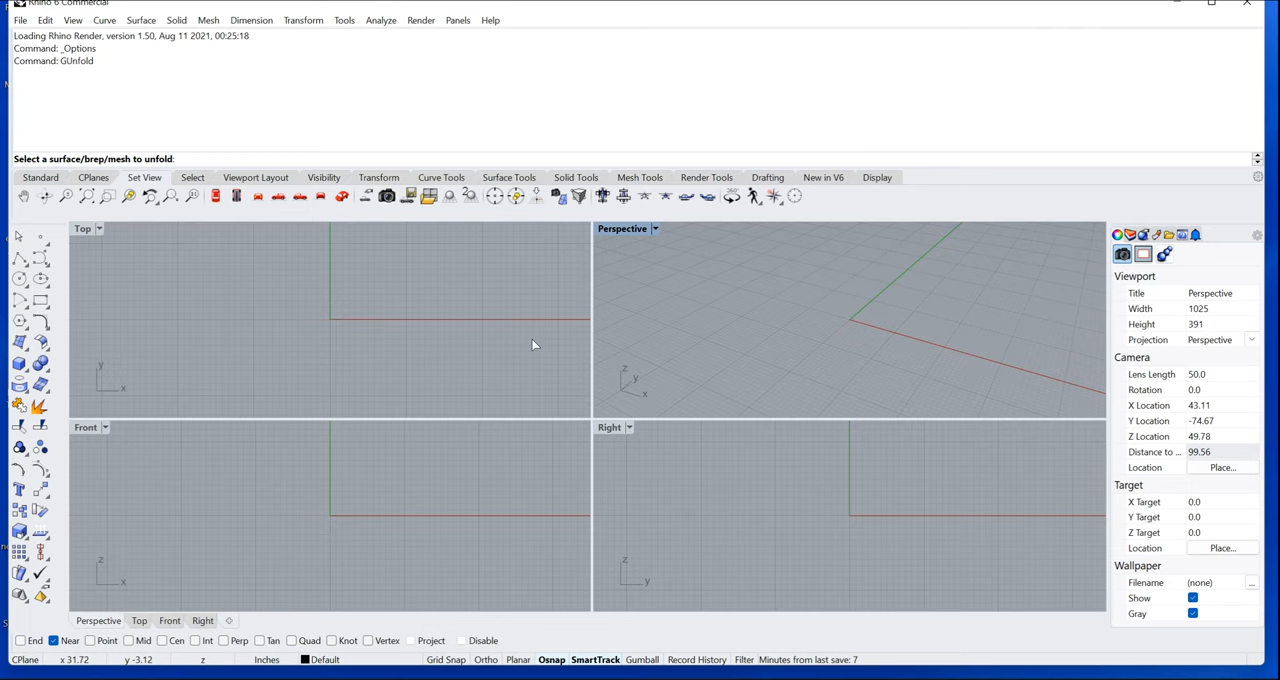 Rhino 6 Commercial
File Edit View Curve Surface Solid Mesh Dimension Transform Tools Analyze Render Panels Help
Loading Rhino Render, version 1.50, Aug 11 2021, 00:25:18
Command: _Options
Command: GUnfold
Select a surface/brep/mesh to unfold:
Standard CPlanes Set View Select Viewport Layout Visibility Transform Curve Tools Surface Tools Solid Tools Mesh Tools Render Tools Drafting New in V6 Display
Top
Perspective
y
x
z
y
x
Front
Right
z
x
z
y
Viewport
Title Perspective
Width 1025
Height 391
Projection Perspective
Camera
Lens Length 50.0
Rotation 0.0
X Location 43.11
Y Location -74.67
Z Location 49.78
Distance to ... 99.56
Location Place...
Target
X Target 0.0
Y Target 0.0
Z Target 0.0
Location Place...
Wallpaper
Filename (none) ...
Show
Gray
Perspective Top Front Right
End Near Point Mid Cen Int Perp Tan Quad Knot Vertex Project Disable
CPlane x 31.72 y -3.12 z Inches Default Grid Snap Ortho Planar Osnap SmartTrack Gumball Record History Filter Minutes from last save: 7